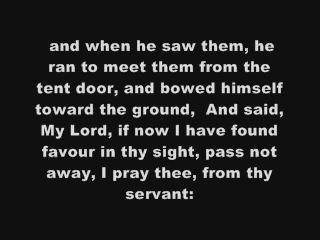 and when he saw them, he
ran to meet them from the
tent door, and bowed himself
toward the ground,  And said,
My Lord, if now I have found
favour in thy sight, pass not
away, I pray thee, from thy
servant: